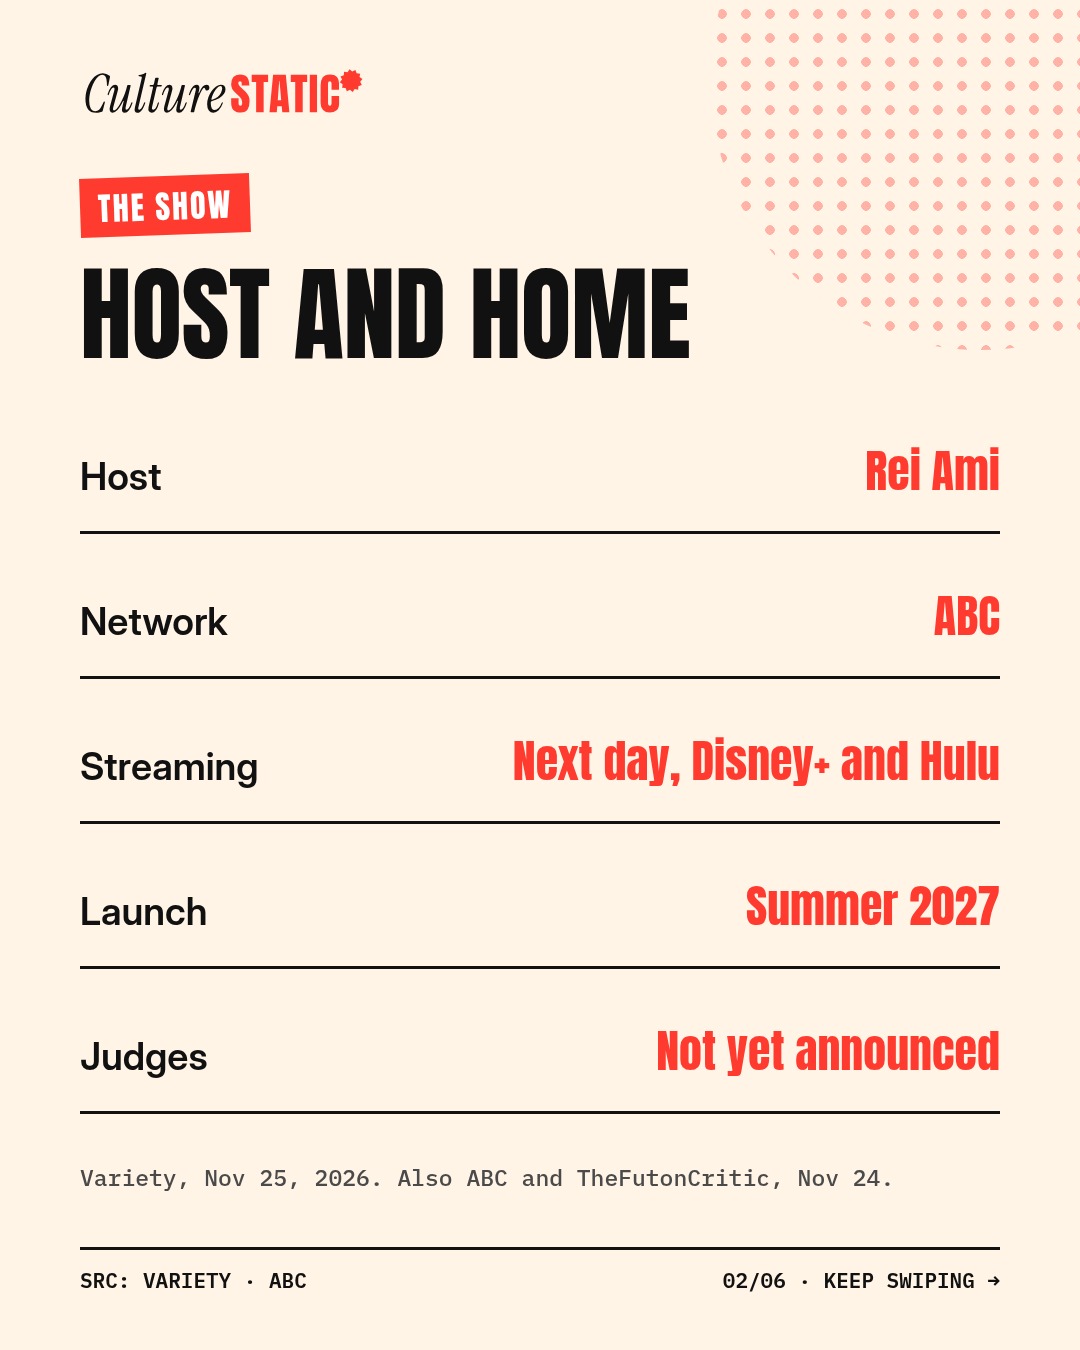 Culture STATIC
THE SHOW
HOST AND HOME
Host Rei Ami
Network ABC
Streaming Next day, Disney+ and Hulu
Launch Summer 2027
Judges Not yet announced
Variety, Nov 25, 2026. Also ABC and TheFutonCritic, Nov 24.
SRC: VARIETY · ABC 02/06 · KEEP SWIPING →